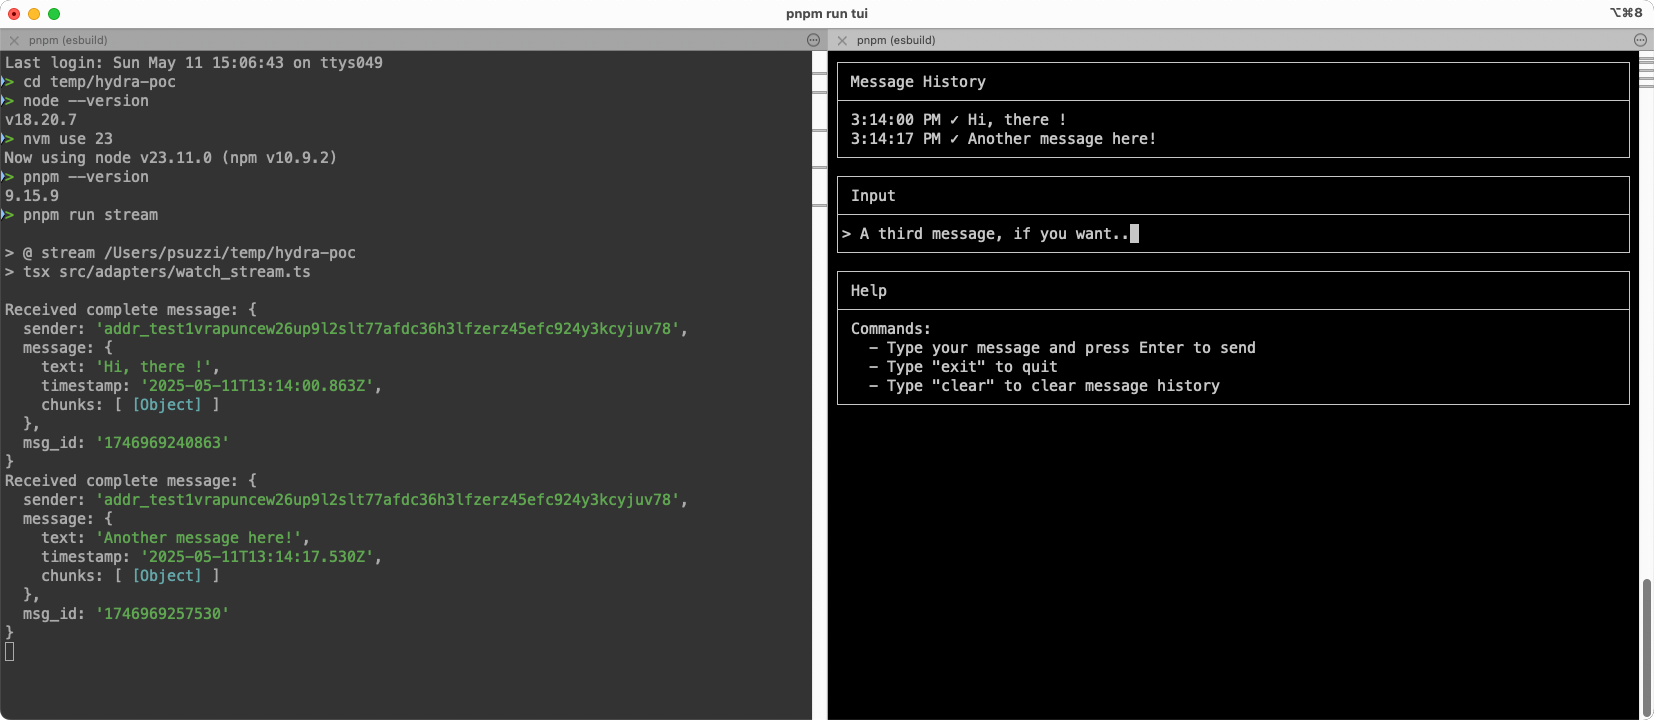 pnpm run tui
⌥⌘8
pnpm (esbuild)
Last login: Sun May 11 15:06:43 on ttys049
> cd temp/hydra-poc
> node --version
v18.20.7
> nvm use 23
Now using node v23.11.0 (npm v10.9.2)
> pnpm --version
9.15.9
> pnpm run stream
> @ stream /Users/psuzzi/temp/hydra-poc
> tsx src/adapters/watch_stream.ts
Received complete message: {
  sender: 'addr_test1vrapuncew26up9l2slt77afdc36h3lfzerz45efc924y3kcyjuv78',
  message: {
    text: 'Hi, there !',
    timestamp: '2025-05-11T13:14:00.863Z',
    chunks: [ [Object] ]
  },
  msg_id: '1746969240863'
}
Received complete message: {
  sender: 'addr_test1vrapuncew26up9l2slt77afdc36h3lfzerz45efc924y3kcyjuv78',
  message: {
    text: 'Another message here!',
    timestamp: '2025-05-11T13:14:17.530Z',
    chunks: [ [Object] ]
  },
  msg_id: '1746969257530'
}
pnpm (esbuild)
Message History
3:14:00 PM ✓ Hi, there !
3:14:17 PM ✓ Another message here!
Input
> A third message, if you want..
Help
Commands:
  - Type your message and press Enter to send
  - Type "exit" to quit
  - Type "clear" to clear message history